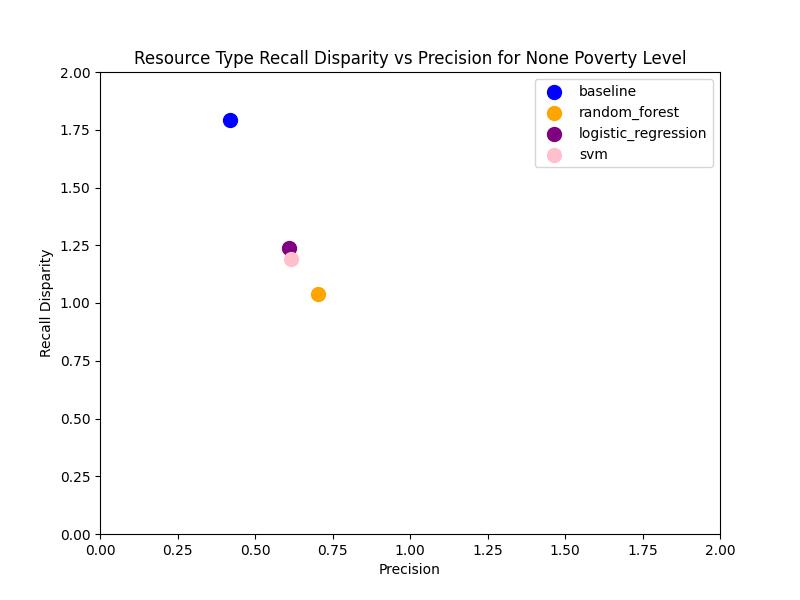 Resource Type Recall Disparity vs Precision for None Poverty Level
baseline
random_forest
logistic_regression
svm
Recall Disparity
2.00
1.75
1.50
1.25
1.00
0.75
0.50
0.25
0.00
0.00 0.25 0.50 0.75 1.00 1.25 1.50 1.75 2.00
Precision